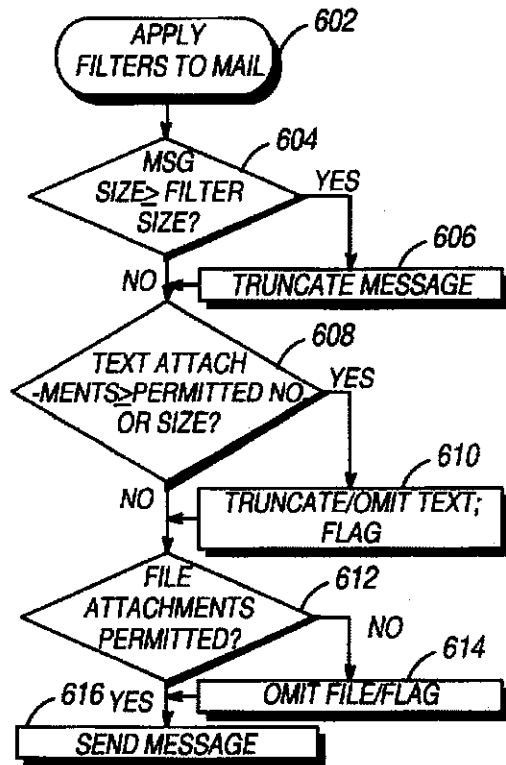 APPLY
FILTERS TO MAIL
602
MSG
SIZE≥ FILTER
SIZE?
604
YES
606
TRUNCATE MESSAGE
NO
608
TEXT ATTACH
-MENTS≥PERMITTED NO
OR SIZE?
YES
610
TRUNCATE/OMIT TEXT;
FLAG
NO
FILE
ATTACHMENTS
PERMITTED?
612
NO
614
OMIT FILE/FLAG
YES
616
SEND MESSAGE